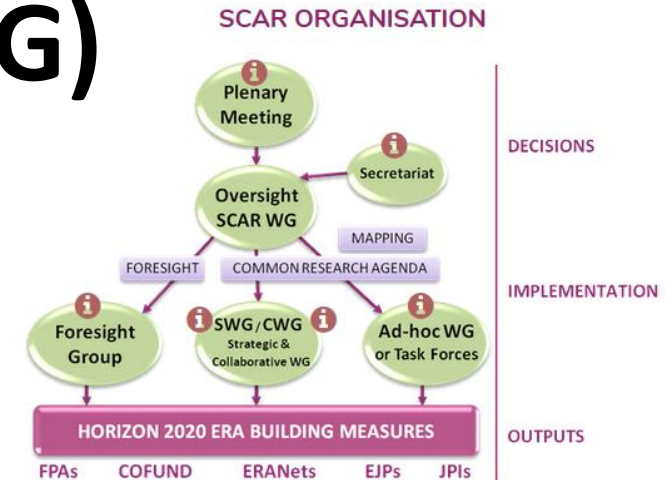 G)
SCAR ORGANISATION
Plenary
Meeting
DECISIONS
Secretariat
Oversight
SCAR WG
MAPPING
FORESIGHT
COMMON RESEARCH AGENDA
IMPLEMENTATION
Foresight
Group
SWG/CWG
Strategic &
Collaborative WG
Ad-hoc WG
or Task Forces
HORIZON 2020 ERA BUILDING MEASURES
OUTPUTS
FPAs COFUND ERANets EJPs JPIs